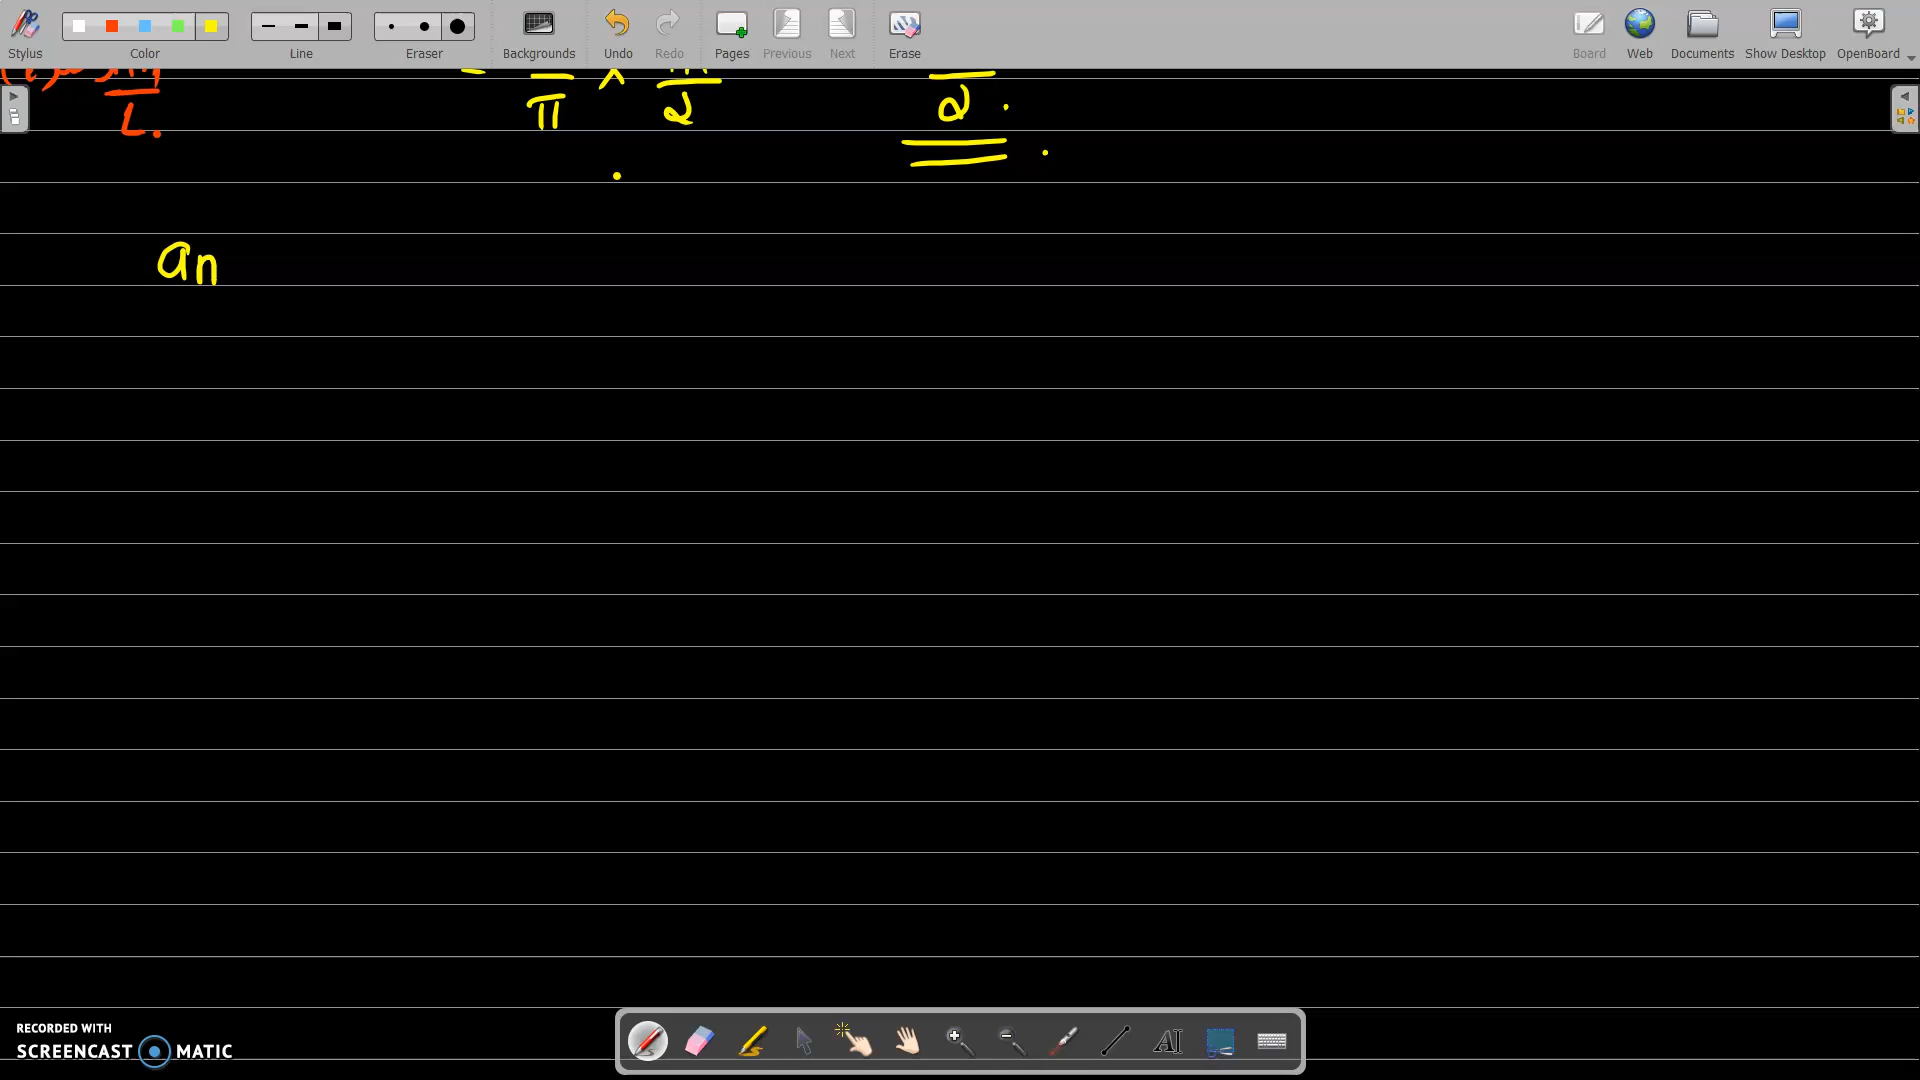 Stylus Color Line Eraser Backgrounds Undo Redo Pages Previous Next Erase Board Web Documents Show Desktop OpenBoard
L.
π 2 2.
an
RECORDED WITH
SCREENCAST MATIC